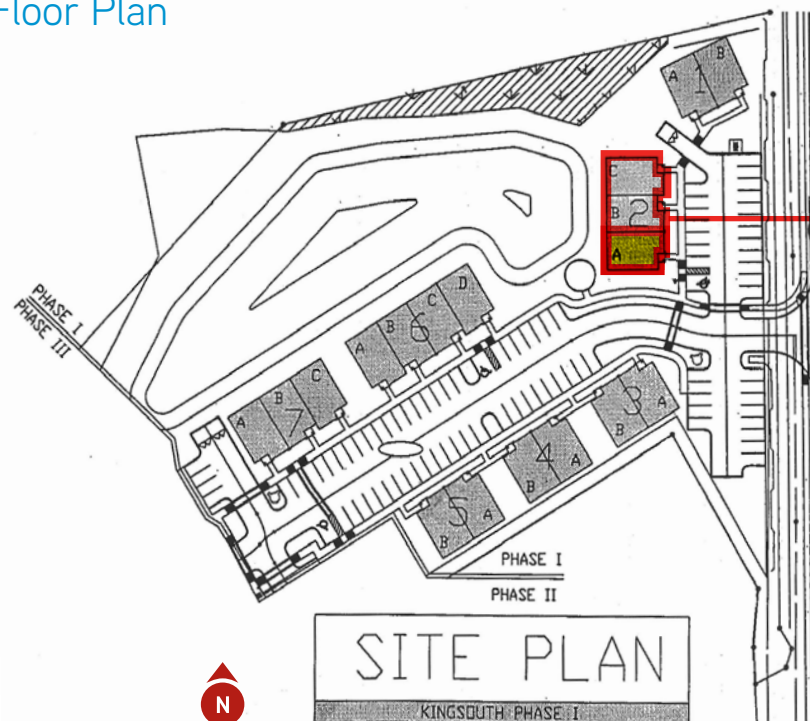 Floor Plan
B
A
1
C
B
2
A
D
C
B
A
6
C
B
A
7
3
A
B
4
A
B
5
A
B
PHASE I
PHASE III
PHASE I
PHASE II
SITE PLAN
KINGSOUTH PHASE I
N